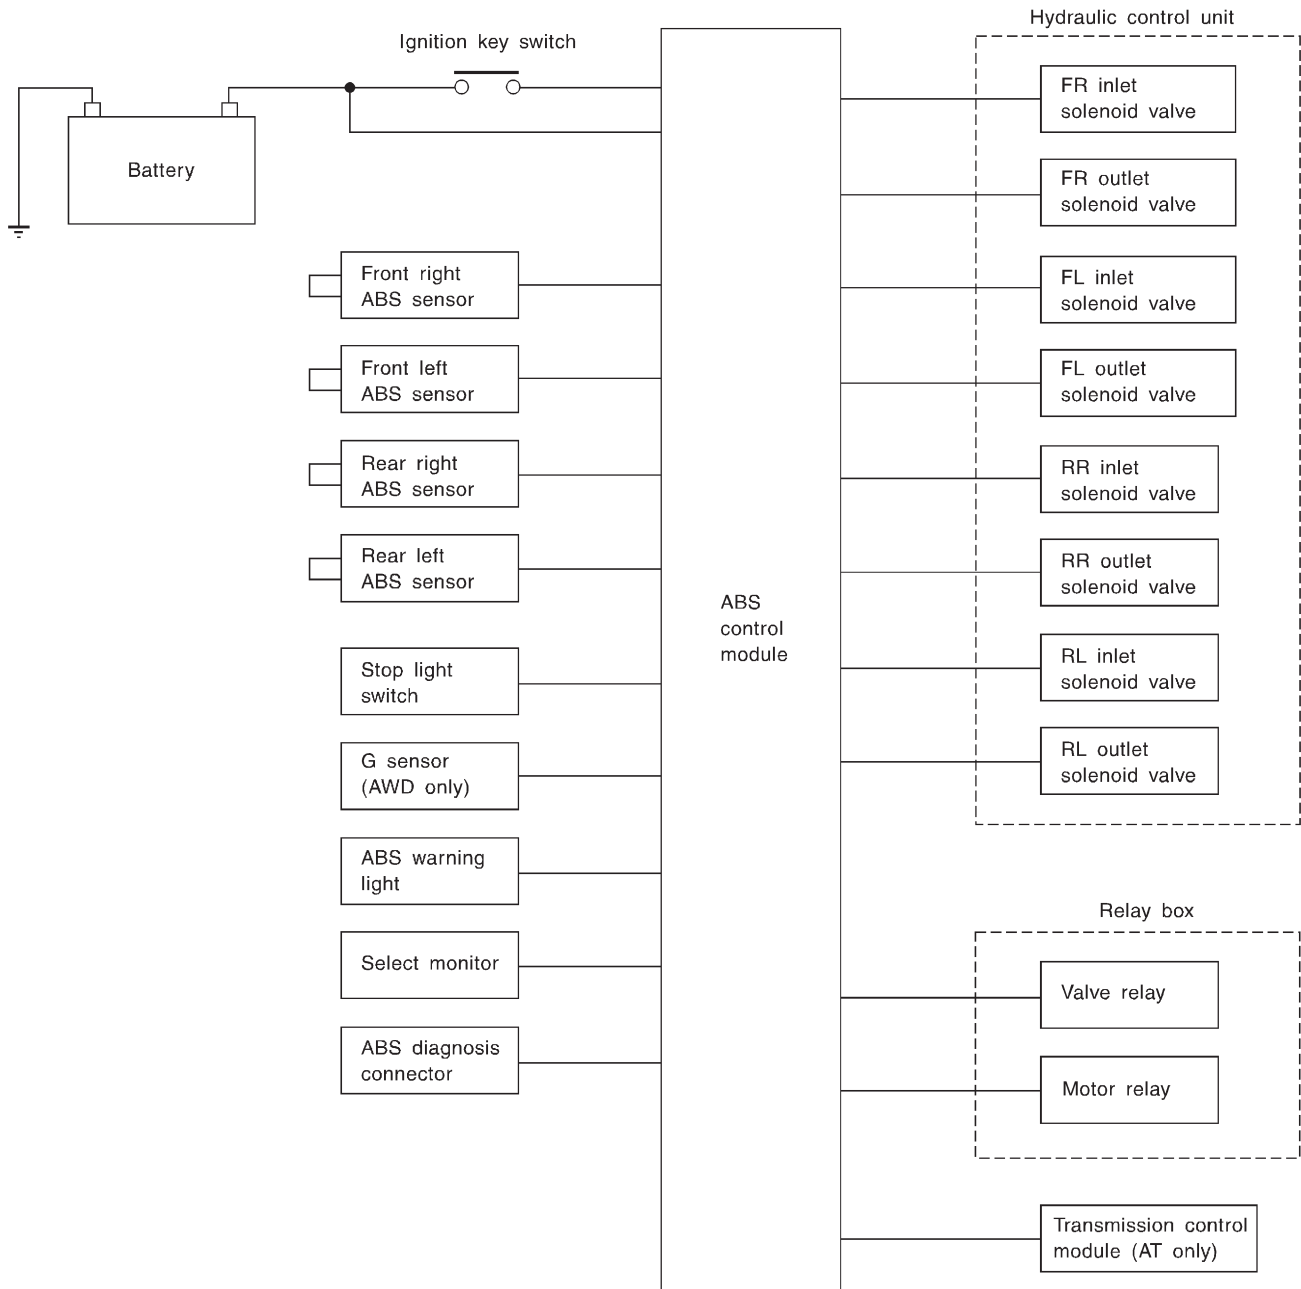 Ignition key switch
Battery
Front right
ABS sensor
Front left
ABS sensor
Rear right
ABS sensor
Rear left
ABS sensor
Stop light
switch
G sensor
(AWD only)
ABS warning
light
Select monitor
ABS diagnosis
connector
ABS
control
module
Hydraulic control unit
FR inlet
solenoid valve
FR outlet
solenoid valve
FL inlet
solenoid valve
FL outlet
solenoid valve
RR inlet
solenoid valve
RR outlet
solenoid valve
RL inlet
solenoid valve
RL outlet
solenoid valve
Relay box
Valve relay
Motor relay
Transmission control
module (AT only)